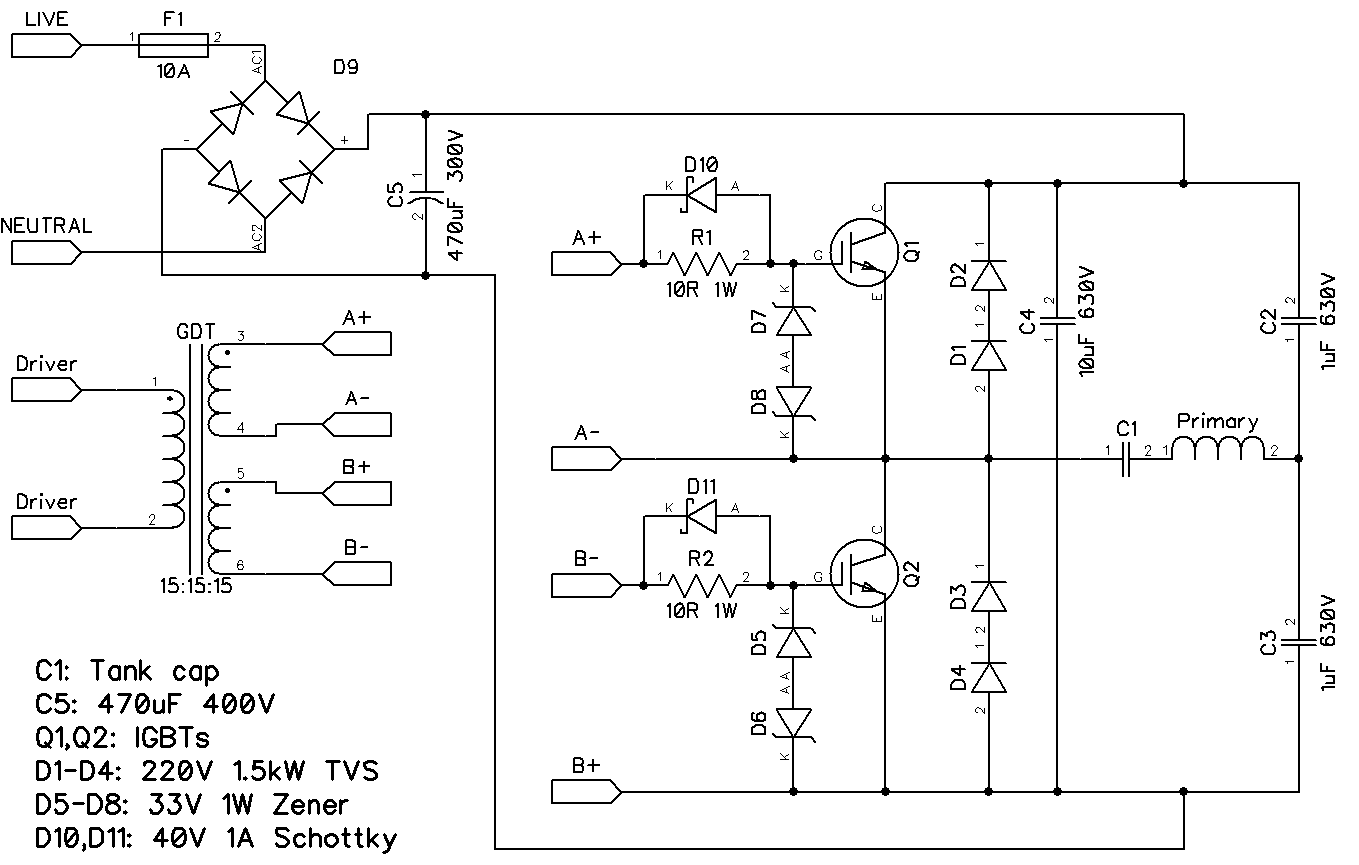 LIVE
F1
1
2
10A
AC1
D9
-
+
NEUTRAL
AC2
1
C5
2
470uF 300V
GDT
Driver
1
Driver
2
3
A+
4
A-
5
B+
6
B-
15:15:15
A+
K
D10
A
R1
1
2
10R 1W
G
C
E
Q1
K
D7
A
A
D8
K
A-
B-
K
D11
A
R2
1
2
10R 1W
G
C
E
Q2
K
D5
A
A
D6
K
B+
1
D2
2
1
D1
2
1
D3
2
1
D4
2
2
C4
1
10uF 630V
C1
1
2
Primary
1
2
2
C2
1
1uF 630V
2
C3
1
1uF 630V
C1: Tank cap
C5: 470uF 400V
Q1,Q2: IGBTs
D1-D4: 220V 1.5kW TVS
D5-D8: 33V 1W Zener
D10,D11: 40V 1A Schottky